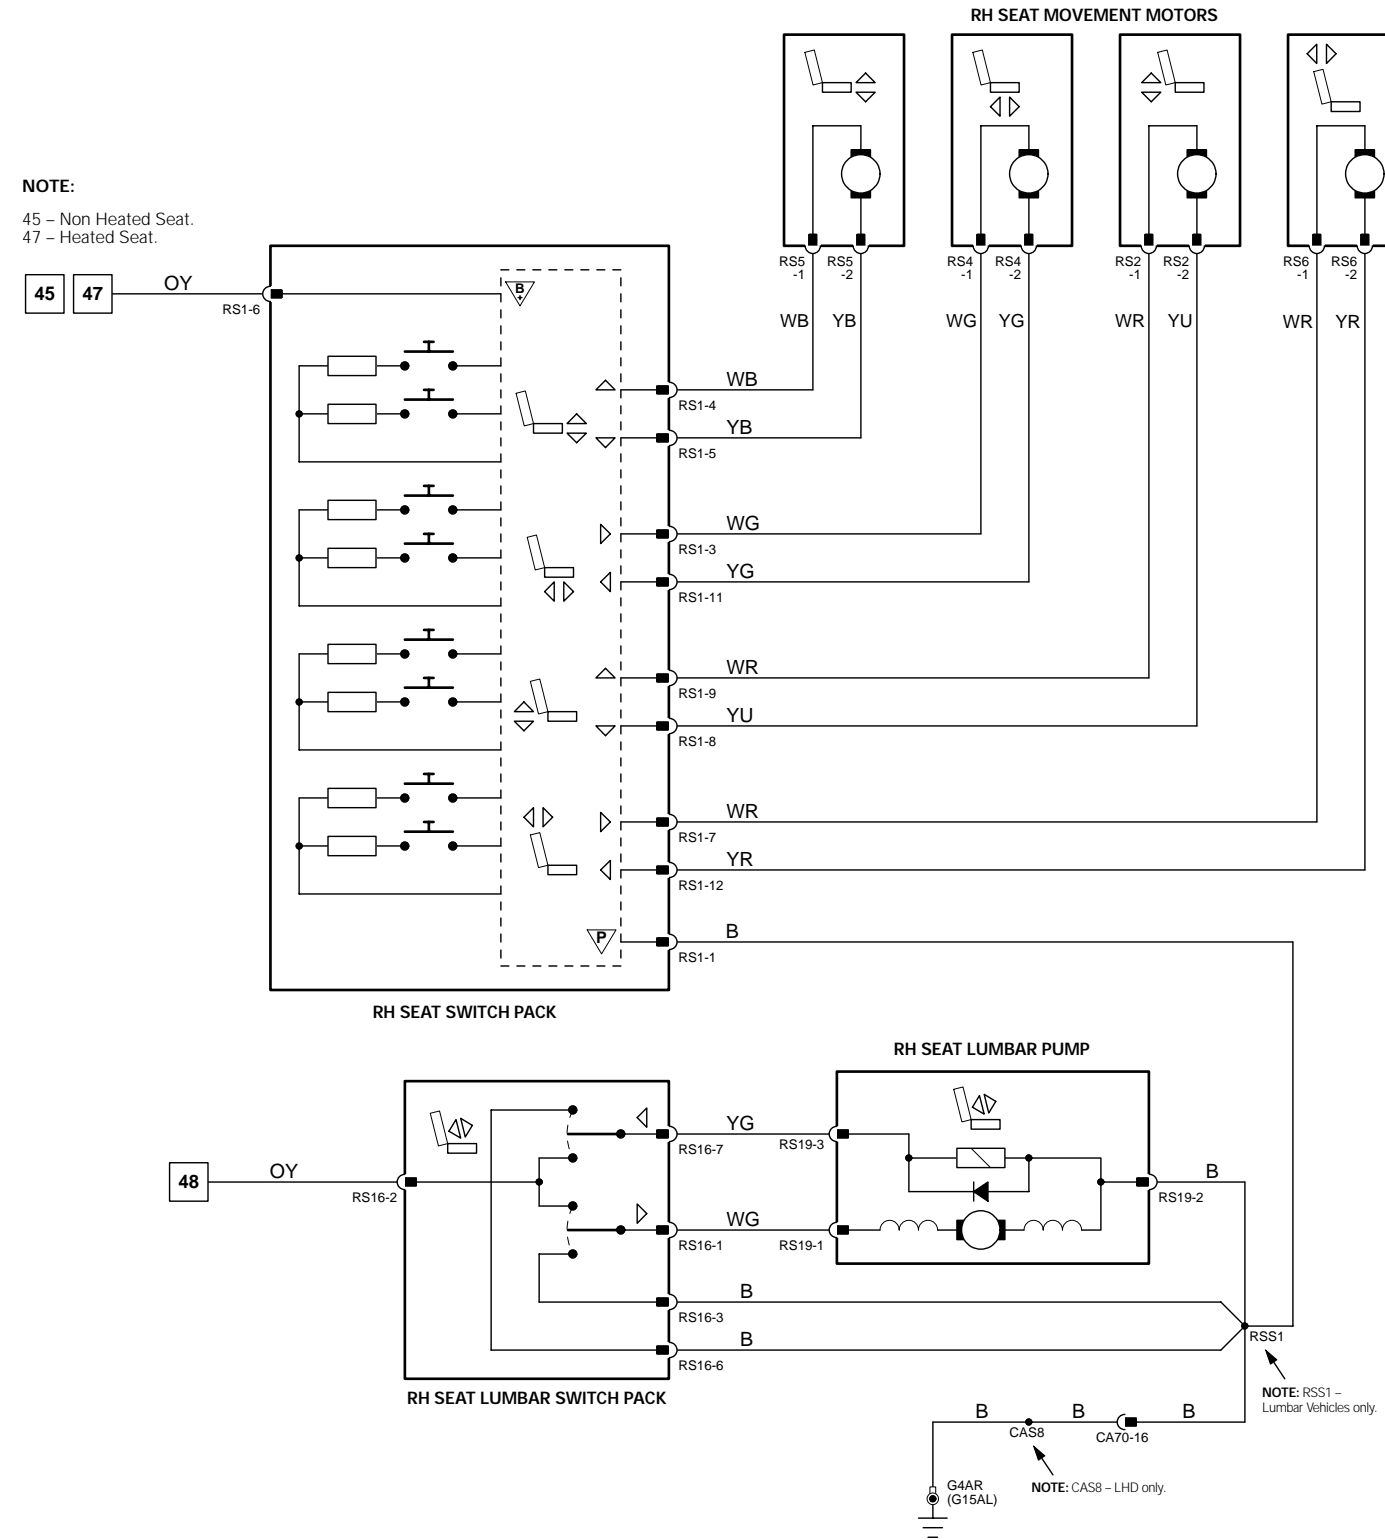 RH SEAT MOVEMENT MOTORS
NOTE:
45 – Non Heated Seat.
47 – Heated Seat.
45 47 OY
RS1-6
B
+
RS5 RS5 RS4 RS4 RS2 RS2 RS6 RS6
-1 -2 -1 -2 -1 -2 -1 -2
WB YB WG YG WR YU WR YR
WB
RS1-4
YB
RS1-5
WG
RS1-3
YG
RS1-11
WR
RS1-9
YU
RS1-8
WR
RS1-7
YR
RS1-12
P
B
RS1-1
RH SEAT SWITCH PACK
RH SEAT LUMBAR PUMP
YG
RS16-7 RS19-3
48 OY
RS16-2
B
RS19-2
WG
RS16-1 RS19-1
B
RS16-3
B
RS16-6
RSS1
RH SEAT LUMBAR SWITCH PACK
NOTE: RSS1 –
Lumbar Vehicles only.
B B B
CAS8 CA70-16
NOTE: CAS8 – LHD only.
G4AR
(G15AL)